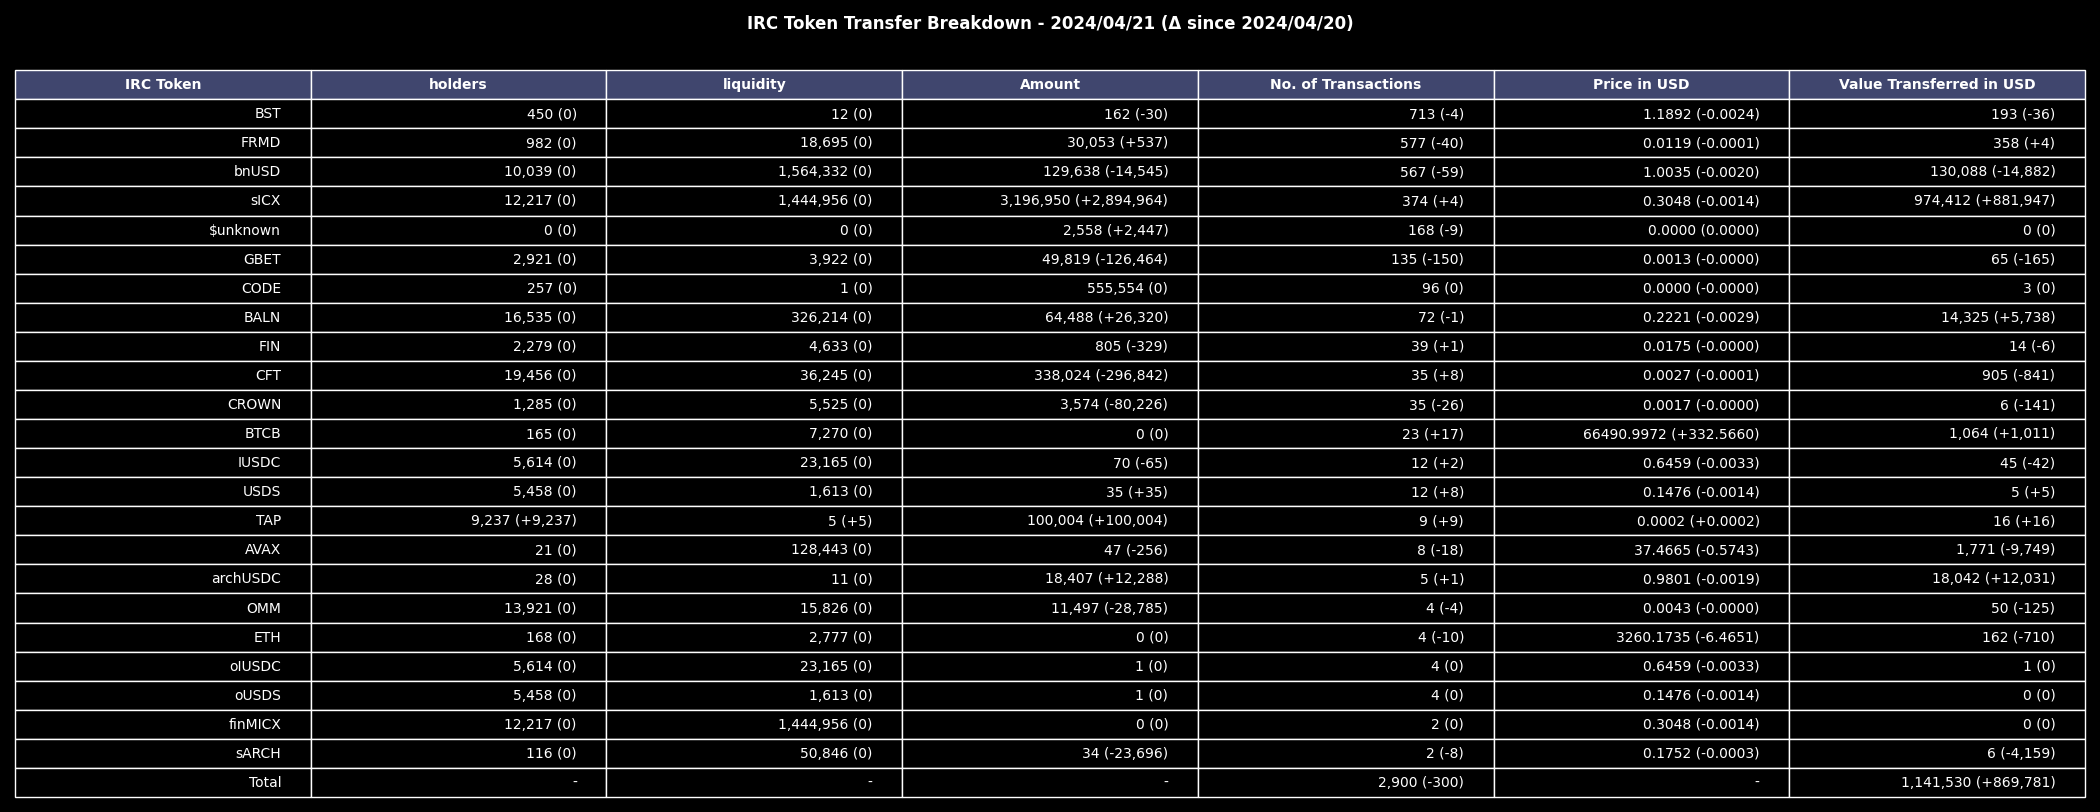 IRC Token Transfer Breakdown - 2024/04/21 (Δ since 2024/04/20)
IRC Token holders liquidity Amount No. of Transactions Price in USD Value Transferred in USD
BST 450 (0) 12 (0) 162 (-30) 713 (-4) 1.1892 (-0.0024) 193 (-36)
FRMD 982 (0) 18,695 (0) 30,053 (+537) 577 (-40) 0.0119 (-0.0001) 358 (+4)
bnUSD 10,039 (0) 1,564,332 (0) 129,638 (-14,545) 567 (-59) 1.0035 (-0.0020) 130,088 (-14,882)
sICX 12,217 (0) 1,444,956 (0) 3,196,950 (+2,894,964) 374 (+4) 0.3048 (-0.0014) 974,412 (+881,947)
$unknown 0 (0) 0 (0) 2,558 (+2,447) 168 (-9) 0.0000 (0.0000) 0 (0)
GBET 2,921 (0) 3,922 (0) 49,819 (-126,464) 135 (-150) 0.0013 (-0.0000) 65 (-165)
CODE 257 (0) 1 (0) 555,554 (0) 96 (0) 0.0000 (-0.0000) 3 (0)
BALN 16,535 (0) 326,214 (0) 64,488 (+26,320) 72 (-1) 0.2221 (-0.0029) 14,325 (+5,738)
FIN 2,279 (0) 4,633 (0) 805 (-329) 39 (+1) 0.0175 (-0.0000) 14 (-6)
CFT 19,456 (0) 36,245 (0) 338,024 (-296,842) 35 (+8) 0.0027 (-0.0001) 905 (-841)
CROWN 1,285 (0) 5,525 (0) 3,574 (-80,226) 35 (-26) 0.0017 (-0.0000) 6 (-141)
BTCB 165 (0) 7,270 (0) 0 (0) 23 (+17) 66490.9972 (+332.5660) 1,064 (+1,011)
IUSDC 5,614 (0) 23,165 (0) 70 (-65) 12 (+2) 0.6459 (-0.0033) 45 (-42)
USDS 5,458 (0) 1,613 (0) 35 (+35) 12 (+8) 0.1476 (-0.0014) 5 (+5)
TAP 9,237 (+9,237) 5 (+5) 100,004 (+100,004) 9 (+9) 0.0002 (+0.0002) 16 (+16)
AVAX 21 (0) 128,443 (0) 47 (-256) 8 (-18) 37.4665 (-0.5743) 1,771 (-9,749)
archUSDC 28 (0) 11 (0) 18,407 (+12,288) 5 (+1) 0.9801 (-0.0019) 18,042 (+12,031)
OMM 13,921 (0) 15,826 (0) 11,497 (-28,785) 4 (-4) 0.0043 (-0.0000) 50 (-125)
ETH 168 (0) 2,777 (0) 0 (0) 4 (-10) 3260.1735 (-6.4651) 162 (-710)
oIUSDC 5,614 (0) 23,165 (0) 1 (0) 4 (0) 0.6459 (-0.0033) 1 (0)
oUSDS 5,458 (0) 1,613 (0) 1 (0) 4 (0) 0.1476 (-0.0014) 0 (0)
finMICX 12,217 (0) 1,444,956 (0) 0 (0) 2 (0) 0.3048 (-0.0014) 0 (0)
sARCH 116 (0) 50,846 (0) 34 (-23,696) 2 (-8) 0.1752 (-0.0003) 6 (-4,159)
Total - - - 2,900 (-300) - 1,141,530 (+869,781)